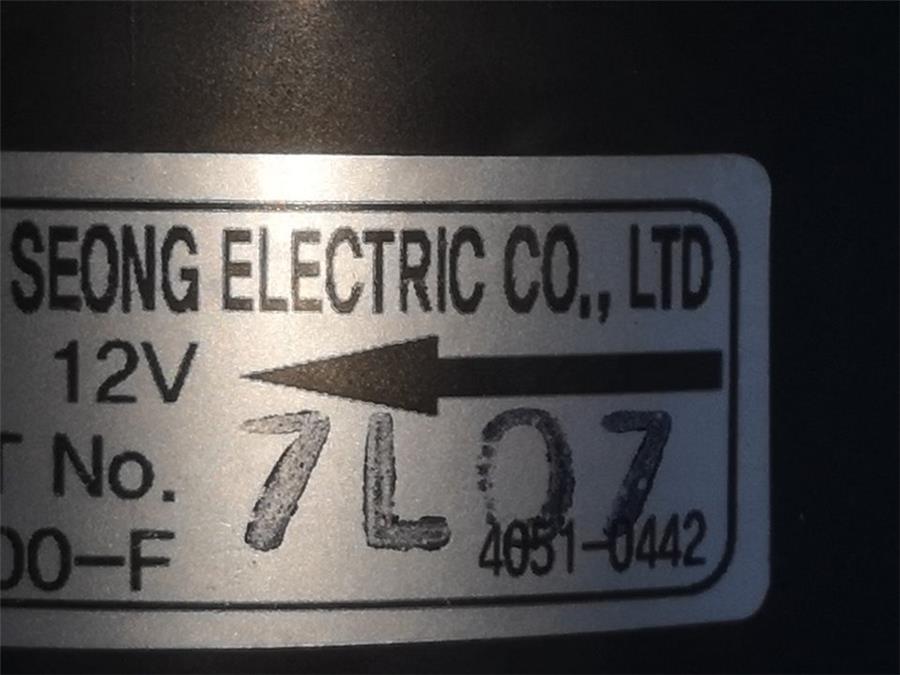 SEONG ELECTRIC CO., LTD
12V
T No. 7L07
00-F 4051-0442